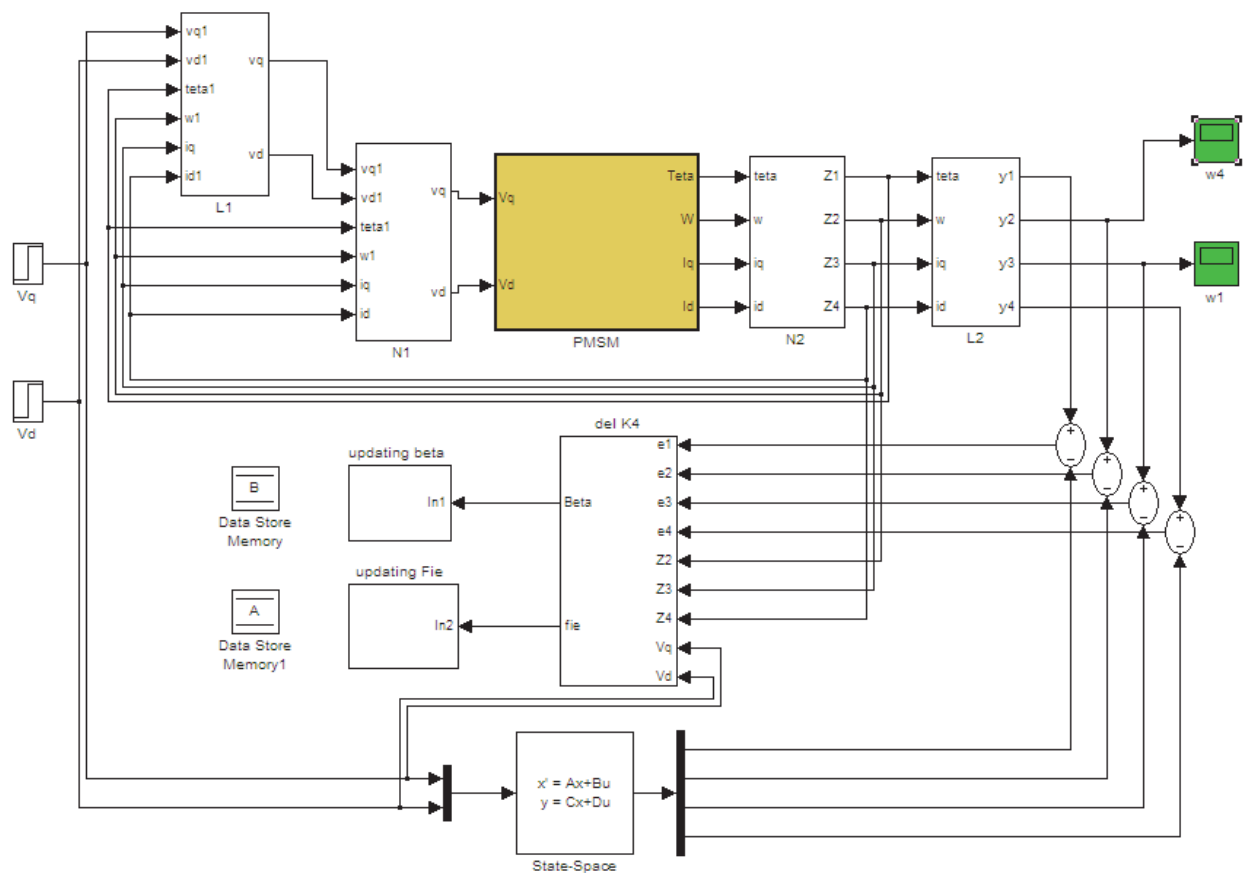 vq1
vd1
teta1
w1
iq
id1
vq
vd
L1
vq1
vd1
teta1
w1
iq
id
vq
vd
N1
Vq
Vd
Teta
W
Iq
Id
PMSM
teta
w
iq
id
Z1
Z2
Z3
Z4
N2
teta
w
iq
id
y1
y2
y3
y4
L2
w4
w1
Vq
Vd
del K4
e1
e2
e3
e4
Z2
Z3
Z4
Vq
Vd
Beta
fie
updating beta
In1
updating Fie
In2
B
Data Store
Memory
A
Data Store
Memory1
+
−
+
−
+
−
+
−
x' = Ax+Bu
y = Cx+Du
State-Space